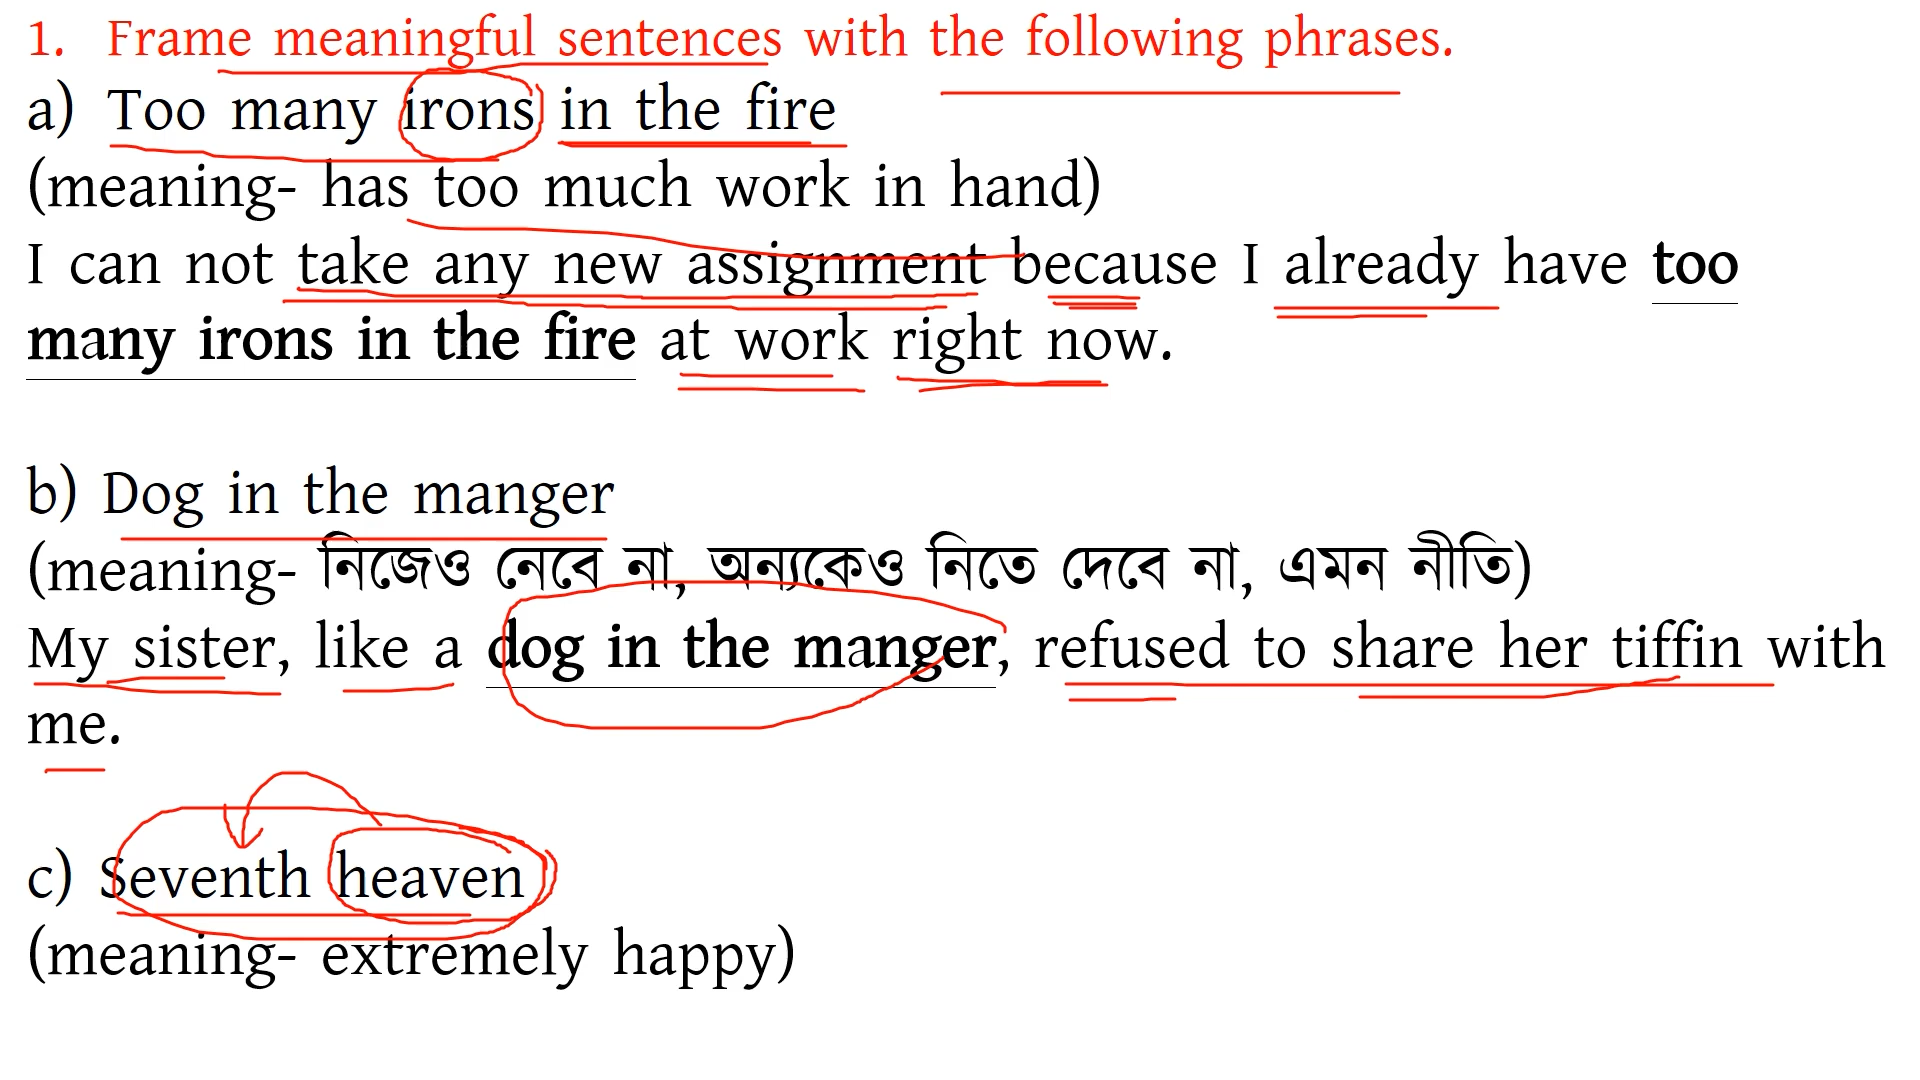 1. Frame meaningful sentences with the following phrases.
a) Too many irons in the fire
(meaning- has too much work in hand)
I can not take any new assignment because I already have too
many irons in the fire at work right now.
b) Dog in the manger
(meaning- নিজেও নেবে না, অন্যকেও নিতে দেবে না, এমন নীতি)
My sister, like a dog in the manger, refused to share her tiffin with
me.
c) Seventh heaven
(meaning- extremely happy)